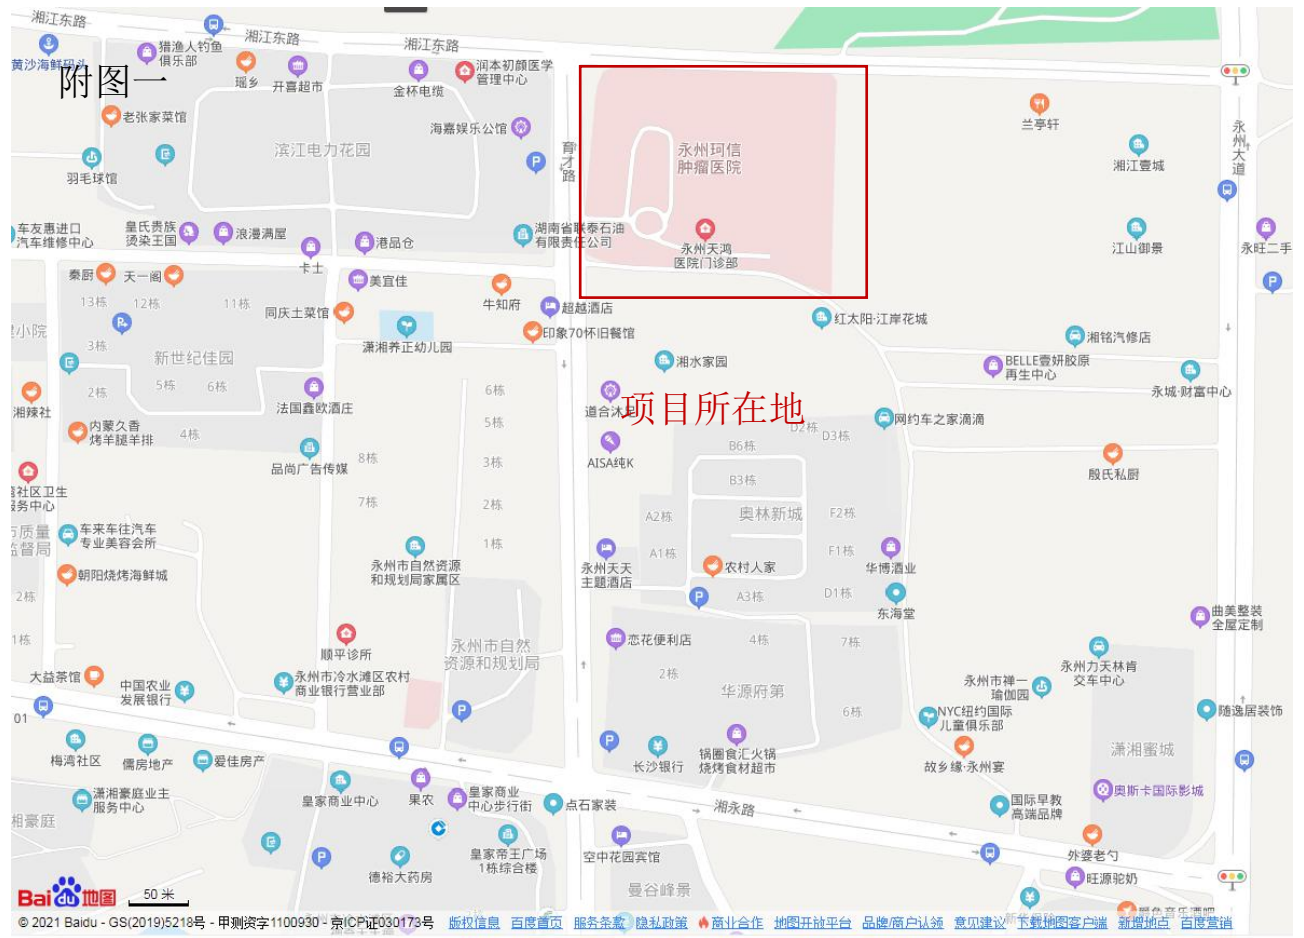 湘江东路
湘江东路
湘江东路
黄沙海鲜码头
附图一
猎渔人钓鱼
俱乐部
瑶乡
开喜超市
金杯电缆
润本初颜医学
管理中心
老张家菜馆
海嘉娱乐公馆
滨江电力花园
羽毛球馆
育才路
永州珂信
肿瘤医院
兰亭轩
湘江壹城
永州大道
车友惠进口
汽车维修中心
皇氏贵族
烫染王国
浪漫满屋
卡士
港品仓
湖南省联泰石油
有限责任公司
永州天鸿
医院门诊部
江山御景
永旺二手
秦厨
天一阁
美宜佳
13栋
12栋
11栋
同庆土菜馆
牛知府
超越酒店
印象70怀旧餐馆
红太阳·江岸花城
小院
3栋
新世纪佳园
潇湘养正幼儿园
湘水家园
湘铭汽修店
BELLE壹妍胶原
再生中心
永城·财富中心
2栋
5栋
6栋
法国鑫欧酒庄
6栋
湘辣社
道合沐足
项目所在地
内蒙久香
烤羊腿羊排
4栋
5栋
D2栋
D3栋
网约车之家滴滴
B6栋
品尚广告传媒
8栋
3栋
AISA纯K
殷氏私厨
社区卫生
服务中心
7栋
2栋
B3栋
A2栋
奥林新城
F2栋
市质量
监督局
车来车往汽车
专业美容会所
1栋
A1栋
F1栋
朝阳烧烤海鲜城
永州市自然资源
和规划局家属区
永州天天
主题酒店
农村人家
华博酒业
2栋
A3栋
D1栋
东海堂
曲美整装
全屋定制
1栋
顺平诊所
永州市自然
资源和规划局
恋花便利店
4栋
7栋
永州力天林肯
交车中心
大益茶馆
中国农业
发展银行
永州市冷水滩区农村
商业银行营业部
2栋
华源府第
永州市禅一
瑜伽园
6栋
NYC纽约国际
儿童俱乐部
随逸居装饰
01
梅湾社区
儒房地产
爱佳房产
长沙银行
锅圈食汇火锅
烧烤食材超市
故乡缘·永州宴
潇湘蜜城
潇湘豪庭业主
服务中心
皇家商业中心
果农
皇家商业
中心步行街
点石家装
湘永路
国际早教
高端品牌
奥斯卡国际影城
湘豪庭
德裕大药房
皇家帝王广场
1栋综合楼
空中花园宾馆
外婆老勺
曼谷峰景
旺源驼奶
Bai du 地图
50 米
© 2021 Baidu - GS(2019)5218号 - 甲测资字1100930 - 京ICP证030173号 版权信息 百度首页 服务条款 隐私政策 商业合作 地图开放平台 品牌/商户认领 意见建议 下载地图客户端 新增地点 百度营销